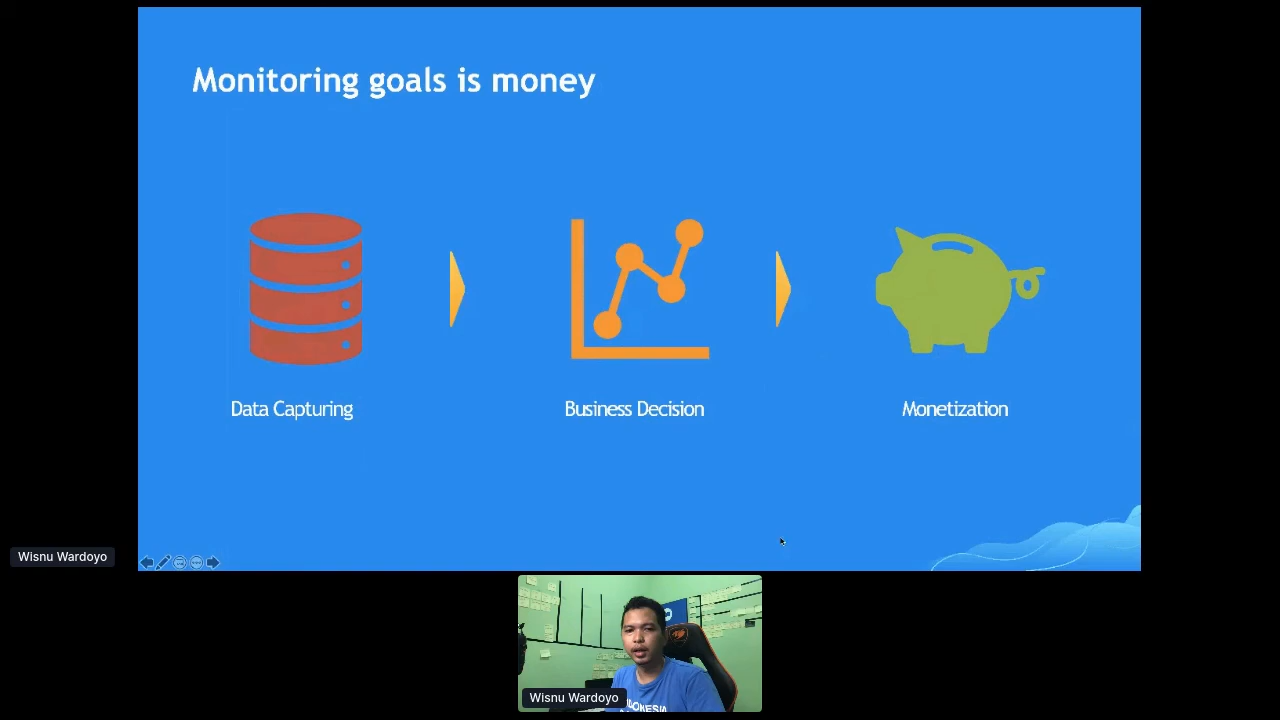 Monitoring goals is money
Data Capturing
Business Decision
Monetization
Wisnu Wardoyo
Wisnu Wardoyo